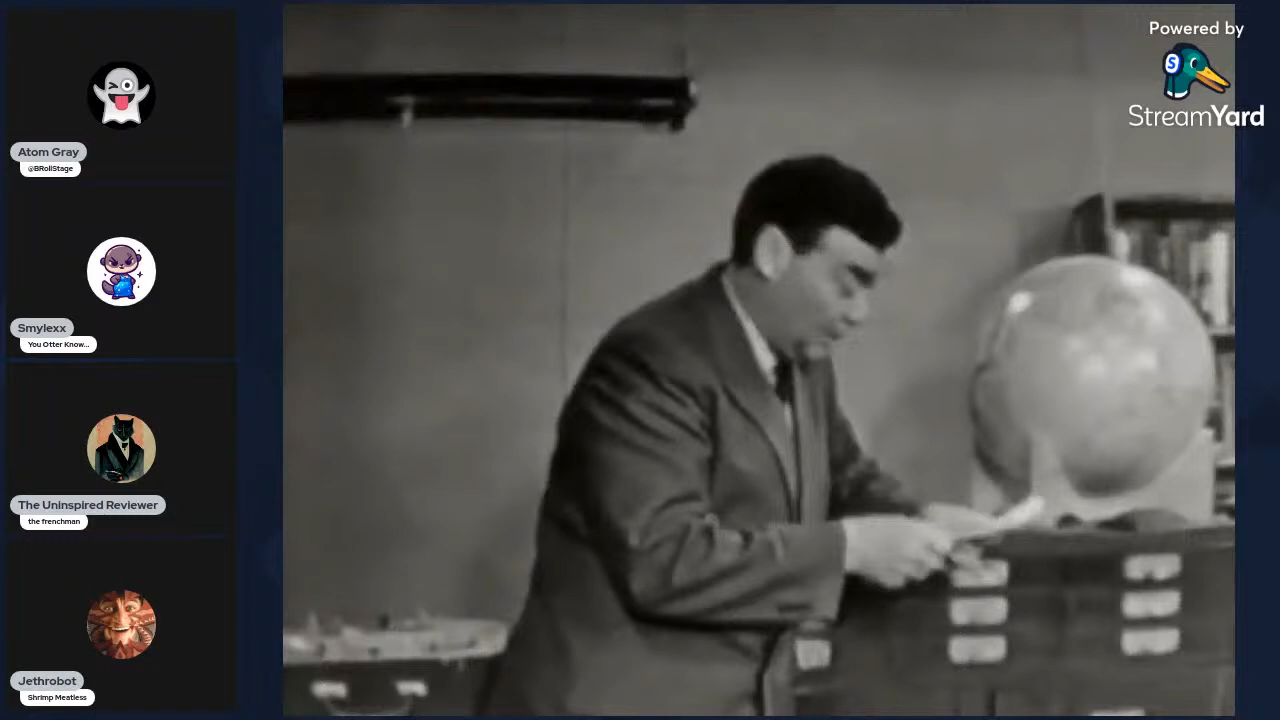 Powered by
StreamYard
Atom Gray
@BRollStage
Smylexx
You Otter Know...
The Uninspired Reviewer
the frenchman
Jethrobot
Shrimp Meatless